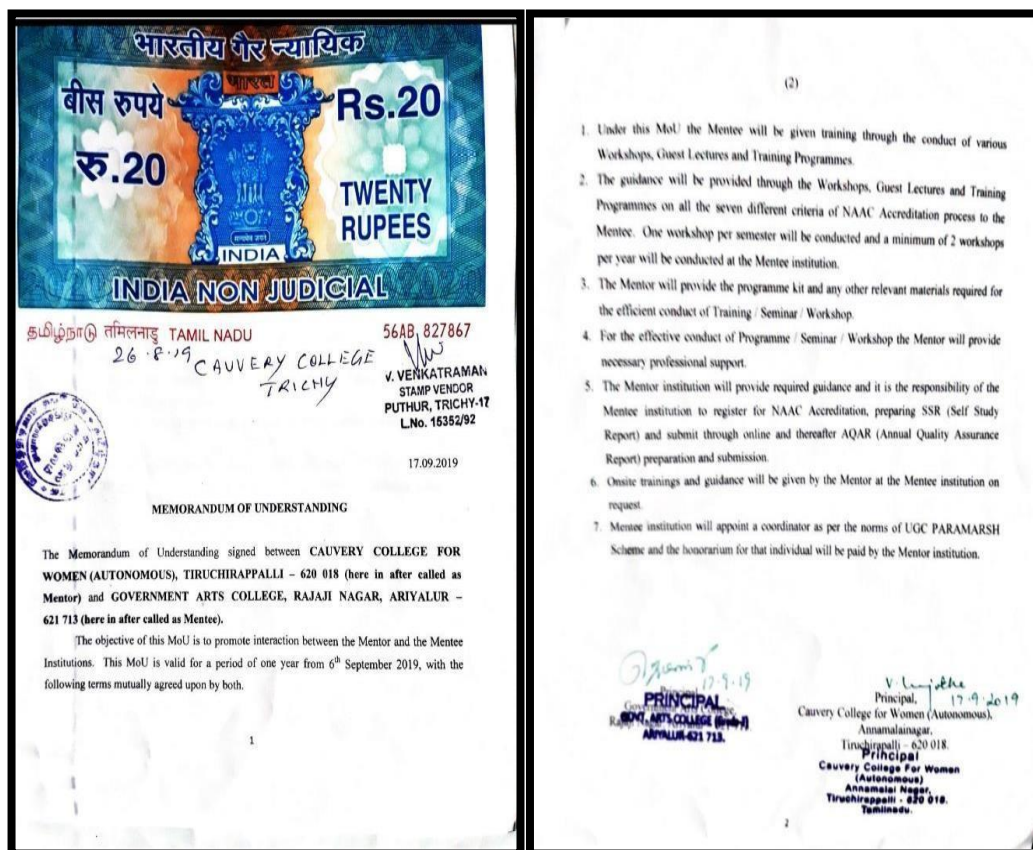 भारतीय गैर न्यायिक
भारत
बीस रुपये
Rs.20
रु.20
TWENTY
RUPEES
सत्यमेव जयते
INDIA
INDIA NON JUDICIAL
தமிழ்நாடு तमिलनाडु TAMIL NADU
56AB, 827867
26.8.19 CAUVERY COLLEGE
TRICHY
V. VENKATRAMAN
STAMP VENDOR
PUTHUR, TRICHY-17
L.No. 15352/92
17.09.2019
MEMORANDUM OF UNDERSTANDING
The Memorandum of Understanding signed between CAUVERY COLLEGE FOR
WOMEN (AUTONOMOUS), TIRUCHIRAPPALLI – 620 018 (here in after called as
Mentor) and GOVERNMENT ARTS COLLEGE, RAJAJI NAGAR, ARIYALUR –
621 713 (here in after called as Mentee).
The objective of this MoU is to promote interaction between the Mentor and the Mentee
Institutions. This MoU is valid for a period of one year from 6th September 2019, with the
following terms mutually agreed upon by both.
1
(2)
1. Under this MoU the Mentee will be given training through the conduct of various
Workshops, Guest Lectures and Training Programmes.
2. The guidance will be provided through the Workshops, Guest Lectures and Training
Programmes on all the seven different criteria of NAAC Accreditation process to the
Mentee. One workshop per semester will be conducted and a minimum of 2 workshops
per year will be conducted at the Mentee institution.
3. The Mentor will provide the programme kit and any other relevant materials required for
the efficient conduct of Training / Seminar / Workshop.
4. For the effective conduct of Programme / Seminar / Workshop the Mentor will provide
necessary professional support.
5. The Mentor institution will provide required guidance and it is the responsibility of the
Mentee institution to register for NAAC Accreditation, preparing SSR (Self Study
Report) and submit through online and thereafter AQAR (Annual Quality Assurance
Report) preparation and submission.
6. Onsite trainings and guidance will be given by the Mentor at the Mentee institution on
request.
7. Mentee institution will appoint a coordinator as per the norms of UGC PARAMARSH
Scheme and the honorarium for that individual will be paid by the Mentor institution.
17-9-19
Principal
PRINCIPAL
GOVT. ARTS COLLEGE
ARIYALUR-621 713.
17-9-2019
Principal,
Cauvery College for Women (Autonomous),
Annamalainagar,
Tiruchirapalli – 620 018.
Principal
Cauvery College For Women
(Autonomous)
Annamalai Nagar,
Tiruchirappalli - 620 018.
Tamilnadu.
2